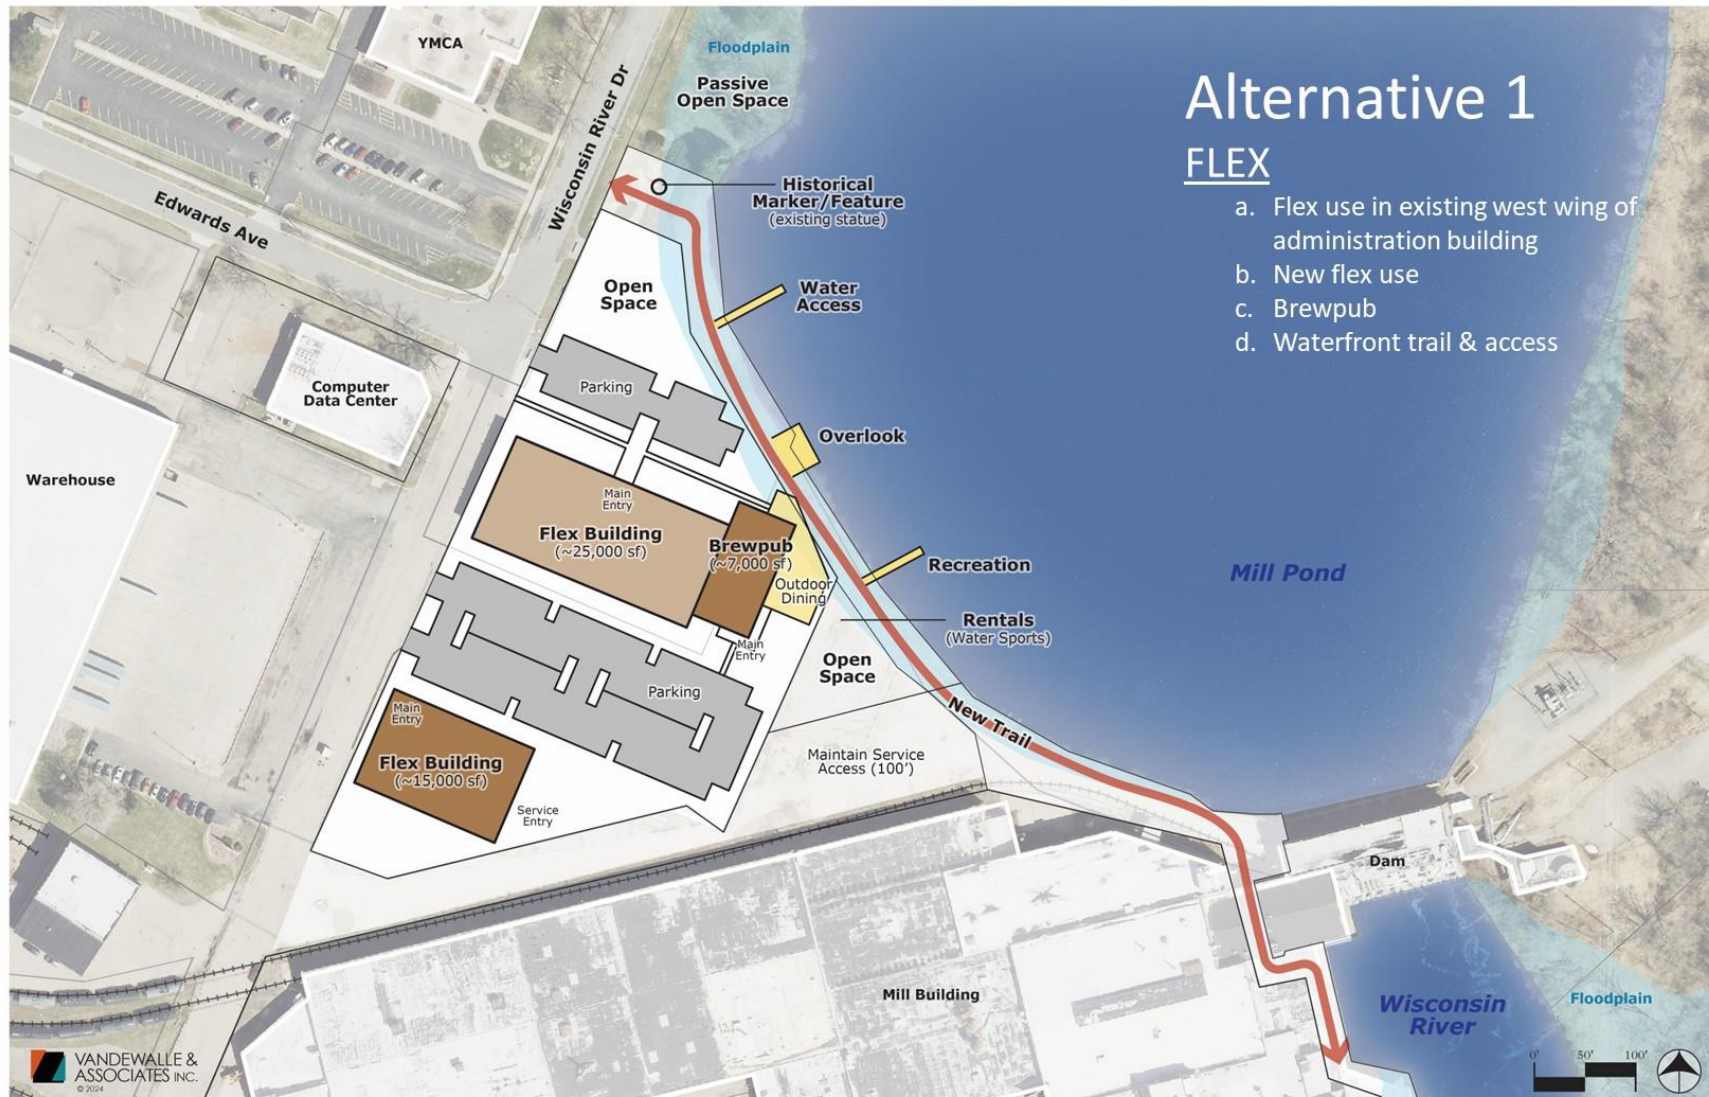 YMCA
Floodplain
Passive
Open Space
Wisconsin River Dr
Edwards Ave
Alternative 1
FLEX
a. Flex use in existing west wing of
administration building
b. New flex use
c. Brewpub
d. Waterfront trail & access
Historical
Marker/Feature
(existing statue)
Open
Space
Water
Access
Computer
Data Center
Parking
Overlook
Warehouse
Main
Entry
Flex Building
(~25,000 sf)
Brewpub
(~7,000 sf)
Outdoor
Dining
Recreation
Mill Pond
Rentals
(Water Sports)
Main
Entry
Open
Space
Parking
Main
Entry
New Trail
Flex Building
(~15,000 sf)
Maintain Service
Access (100')
Service
Entry
Dam
Mill Building
Wisconsin
River
Floodplain
VANDEWALLE &
ASSOCIATES INC.
© 2024
0' 50' 100'